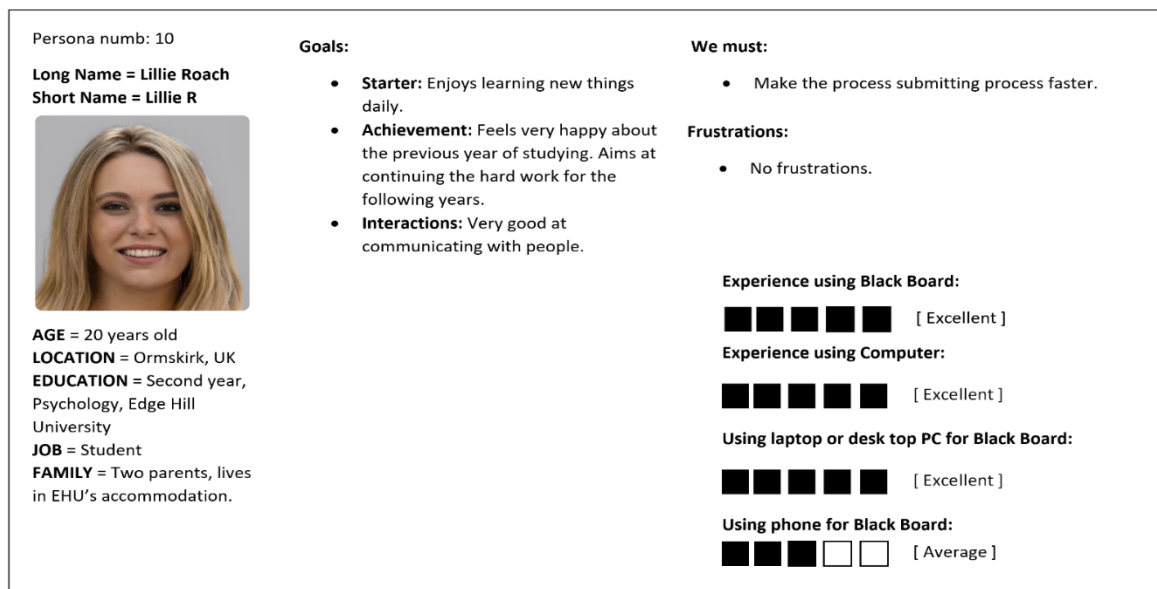 Persona numb: 10
Long Name = Lillie Roach
Short Name = Lillie R
AGE = 20 years old
LOCATION = Ormskirk, UK
EDUCATION = Second year,
Psychology, Edge Hill
University
JOB = Student
FAMILY = Two parents, lives
in EHU’s accommodation.
Goals:
• Starter: Enjoys learning new things
daily.
• Achievement: Feels very happy about
the previous year of studying. Aims at
continuing the hard work for the
following years.
• Interactions: Very good at
communicating with people.
We must:
• Make the process submitting process faster.
Frustrations:
• No frustrations.
Experience using Black Board:
[ Excellent ]
Experience using Computer:
[ Excellent ]
Using laptop or desk top PC for Black Board:
[ Excellent ]
Using phone for Black Board:
[ Average ]